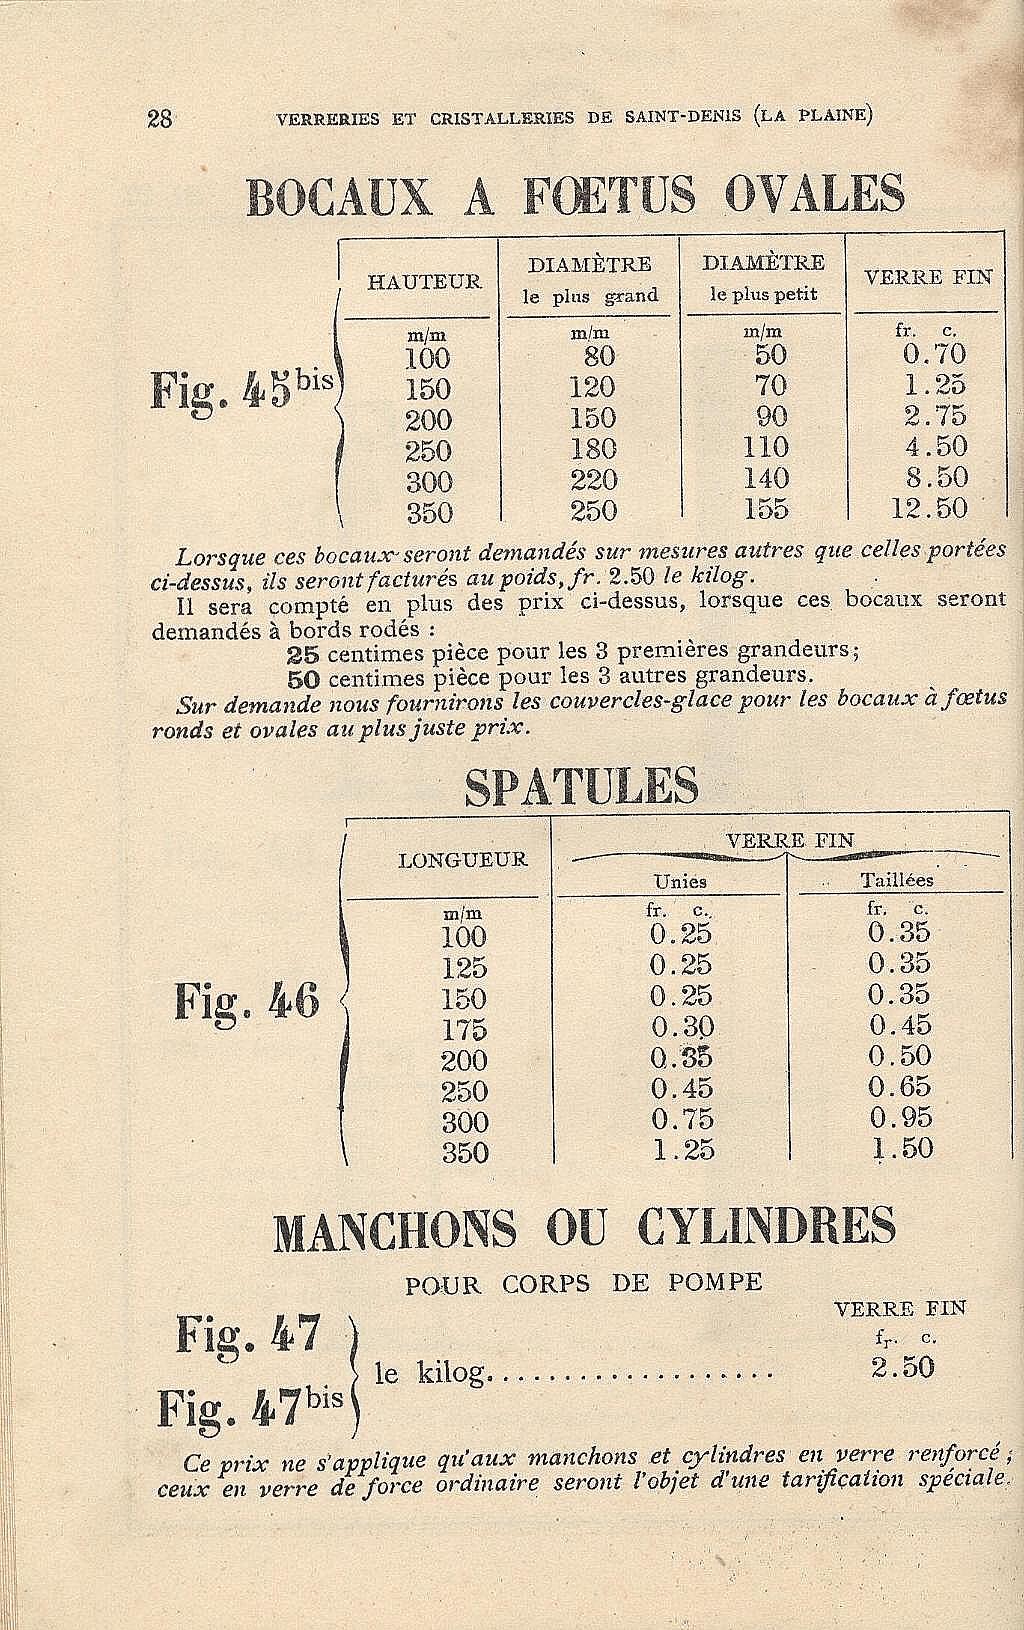 28 VERRERIES ET CRISTALLERIES DE SAINT-DENIS (LA PLAINE)
BOCAUX A FŒTUS OVALES
HAUTEUR DIAMÈTRE le plus grand DIAMÈTRE le plus petit VERRE FIN
m/m m/m m/m fr. c.
Fig. 45bis
100 80 50 0.70
150 120 70 1.25
200 150 90 2.75
250 180 110 4.50
300 220 140 8.50
350 250 155 12.50
Lorsque ces bocaux seront demandés sur mesures autres que celles portées
ci-dessus, ils seront facturés au poids, fr. 2.50 le kilog.
Il sera compté en plus des prix ci-dessus, lorsque ces bocaux seront
demandés à bords rodés :
25 centimes pièce pour les 3 premières grandeurs;
50 centimes pièce pour les 3 autres grandeurs.
Sur demande nous fournirons les couvercles-glace pour les bocaux à fœtus
ronds et ovales au plus juste prix.
SPATULES
LONGUEUR VERRE FIN
Unies Taillées
m/m fr. c. fr. c.
Fig. 46
100 0.25 0.35
125 0.25 0.35
150 0.25 0.35
175 0.30 0.45
200 0.35 0.50
250 0.45 0.65
300 0.75 0.95
350 1.25 1.50
MANCHONS OU CYLINDRES
POUR CORPS DE POMPE
VERRE FIN
fr. c.
Fig. 47
le kilog.................... 2.50
Fig. 47bis
Ce prix ne s'applique qu'aux manchons et cylindres en verre renforcé ;
ceux en verre de force ordinaire seront l'objet d'une tarification spéciale.